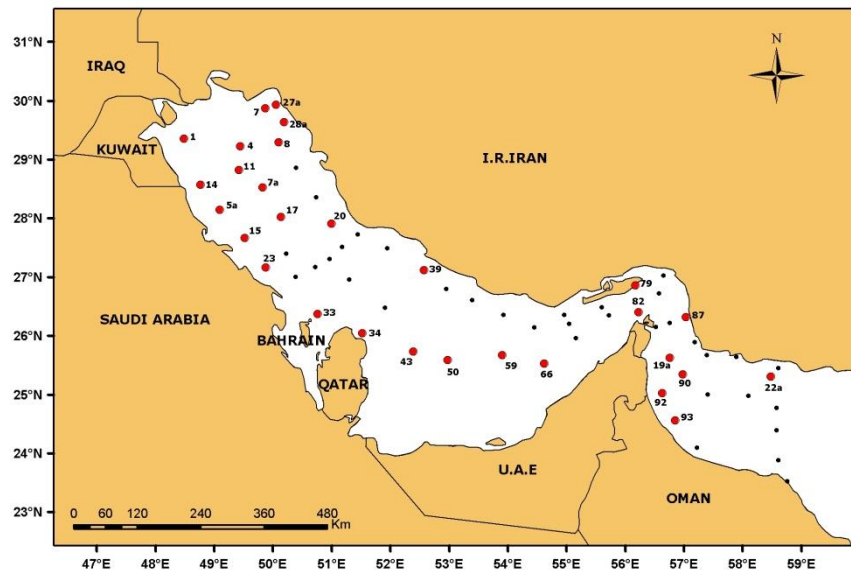 N
31°N
IRAQ
30°N
7
27a
28a
1
4
8
29°N
KUWAIT
11
I.R.IRAN
14
7a
28°N
5a
17
20
15
23
27°N
39
79
82
87
26°N
SAUDI ARABIA
33
BAHRAIN
34
43
50
59
66
19a
90
22a
25°N
QATAR
92
93
24°N
U.A.E
OMAN
23°N
0 60 120 240 360 480
Km
47°E 48°E 49°E 50°E 51°E 52°E 53°E 54°E 55°E 56°E 57°E 58°E 59°E